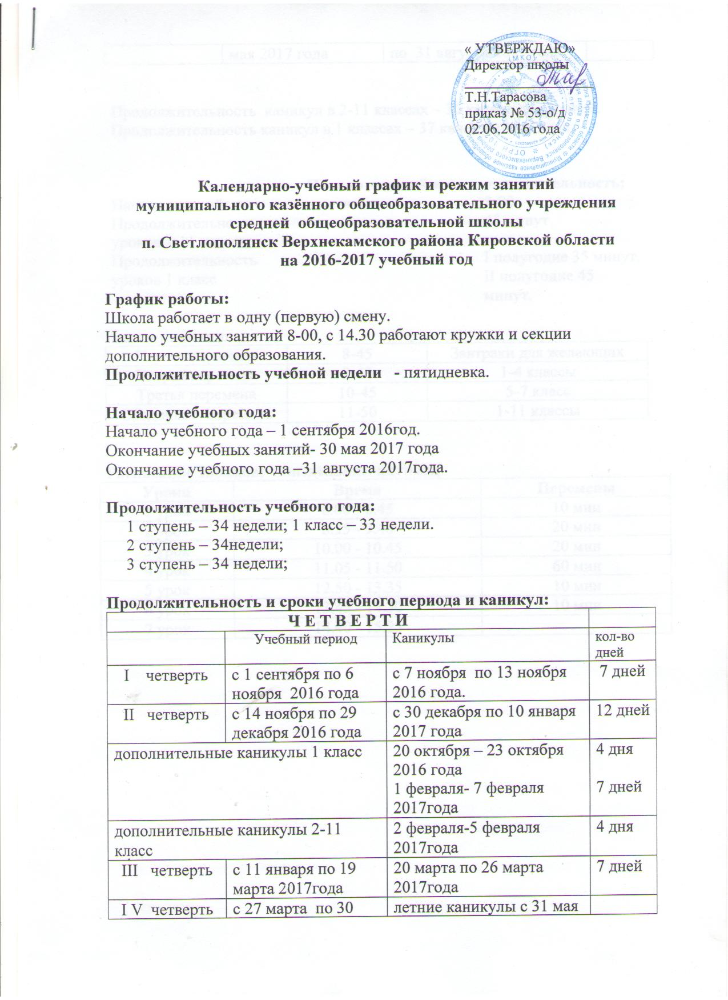 « УТВЕРЖДАЮ»
Директор школы
Т.Н.Тарасова
приказ № 53-о/д
02.06.2016 года
Календарно-учебный график и режим занятий
муниципального казённого общеобразовательного учреждения
средней общеобразовательной школы
п. Светлополянск Верхнекамского района Кировской области
на 2016-2017 учебный год
График работы:
Школа работает в одну (первую) смену.
Начало учебных занятий 8-00, с 14.30 работают кружки и секции
дополнительного образования.
Продолжительность учебной недели - пятидневка.
Начало учебного года:
Начало учебного года – 1 сентября 2016год.
Окончание учебных занятий- 30 мая 2017 года
Окончание учебного года –31 августа 2017года.
Продолжительность учебного года:
1 ступень – 34 недели; 1 класс – 33 недели.
2 ступень – 34недели;
3 ступень – 34 недели;
Продолжительность и сроки учебного периода и каникул:
Ч Е Т В Е Р Т И
Учебный период Каникулы кол-во
дней
I четверть с 1 сентября по 6 с 7 ноября по 13 ноября 7 дней
ноября 2016 года 2016 года.
II четверть с 14 ноября по 29 с 30 декабря по 10 января 12 дней
декабря 2016 года 2017 года
дополнительные каникулы 1 класс 20 октября – 23 октября 4 дня
2016 года
1 февраля- 7 февраля 7 дней
2017года
дополнительные каникулы 2-11 2 февраля-5 февраля 4 дня
класс 2017года
III четверть с 11 января по 19 20 марта по 26 марта 7 дней
марта 2017года 2017года
I V четверть с 27 марта по 30 летние каникулы с 31 мая